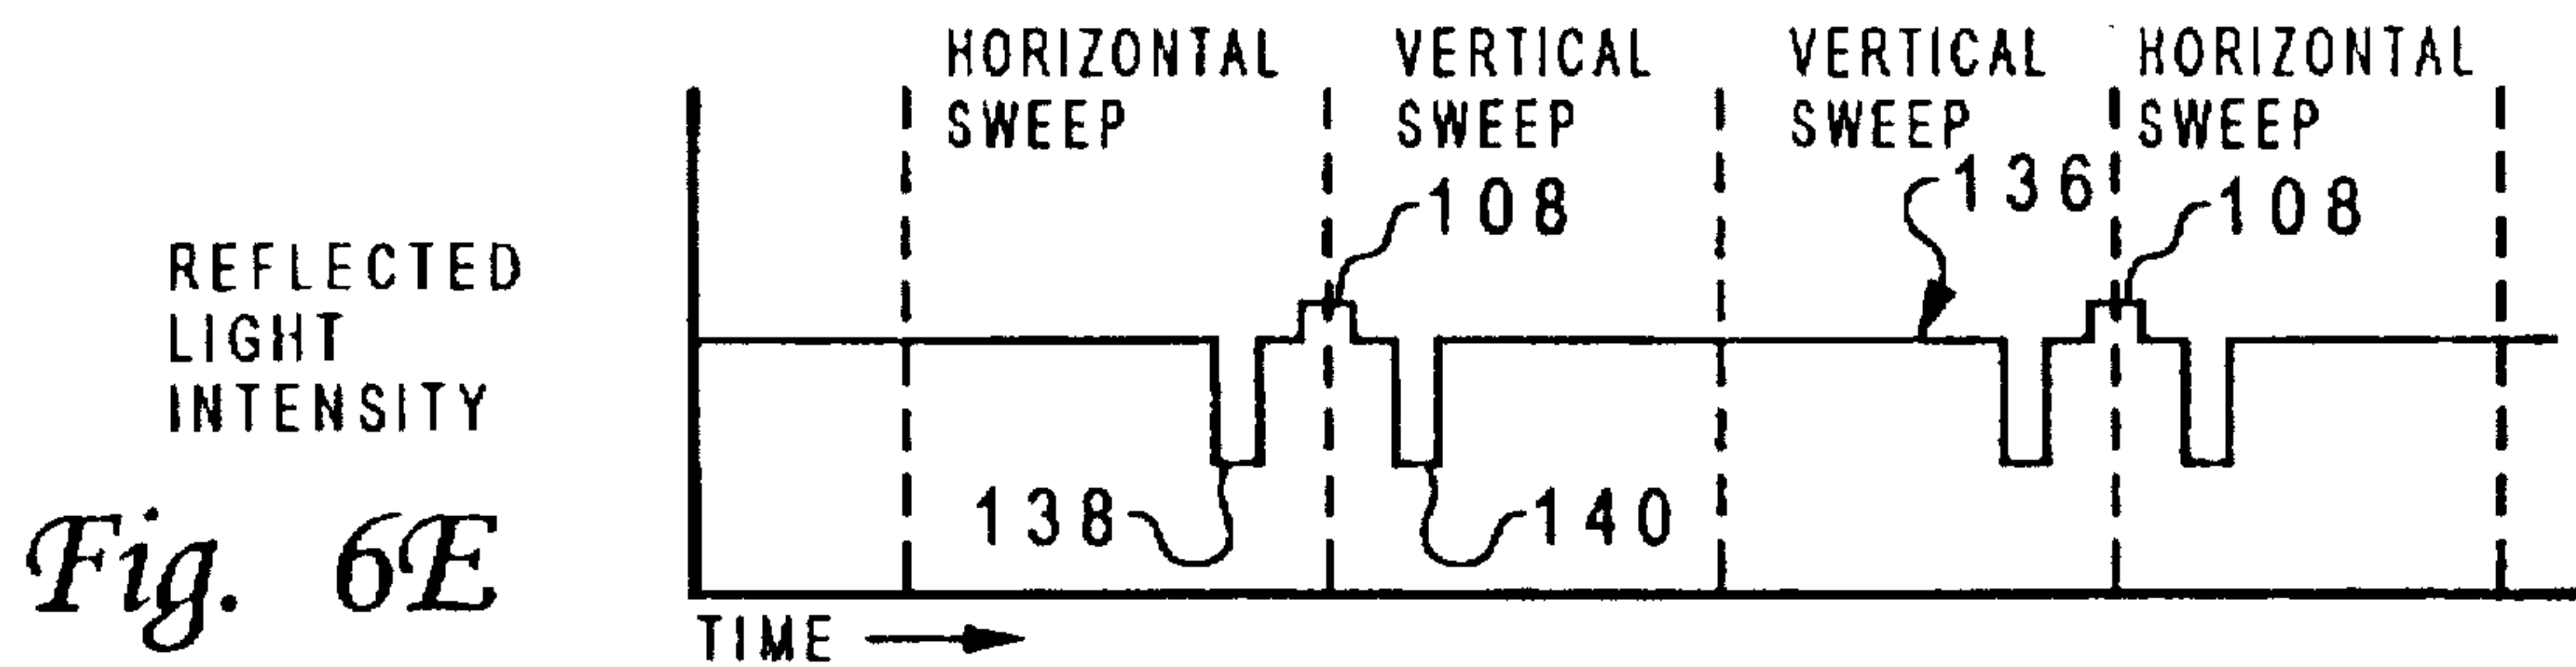 HORIZONTAL SWEEP
VERTICAL SWEEP
VERTICAL SWEEP
HORIZONTAL SWEEP
136
108
108
REFLECTED
LIGHT
INTENSITY
138
140
Fig. 6E
TIME